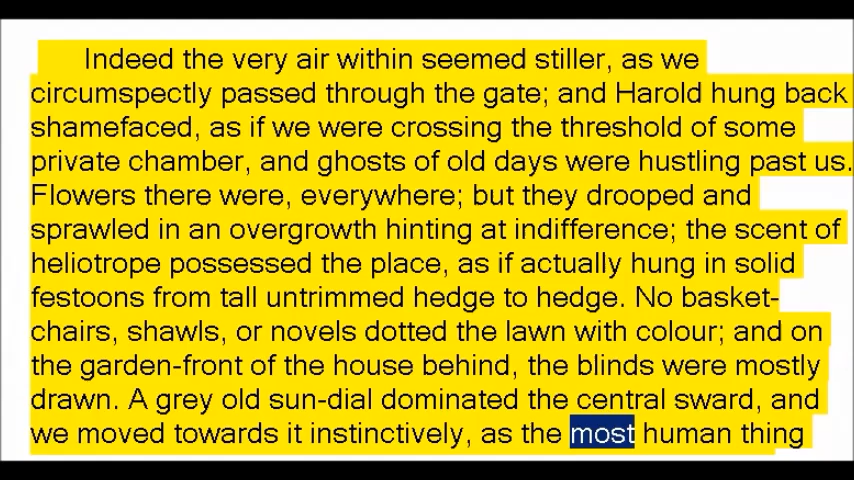 Indeed the very air within seemed stiller, as we
circumspectly passed through the gate; and Harold hung back
shamefaced, as if we were crossing the threshold of some
private chamber, and ghosts of old days were hustling past us.
Flowers there were, everywhere; but they drooped and
sprawled in an overgrowth hinting at indifference; the scent of
heliotrope possessed the place, as if actually hung in solid
festoons from tall untrimmed hedge to hedge. No basket-
chairs, shawls, or novels dotted the lawn with colour; and on
the garden-front of the house behind, the blinds were mostly
drawn. A grey old sun-dial dominated the central sward, and
we moved towards it instinctively, as the most human thing